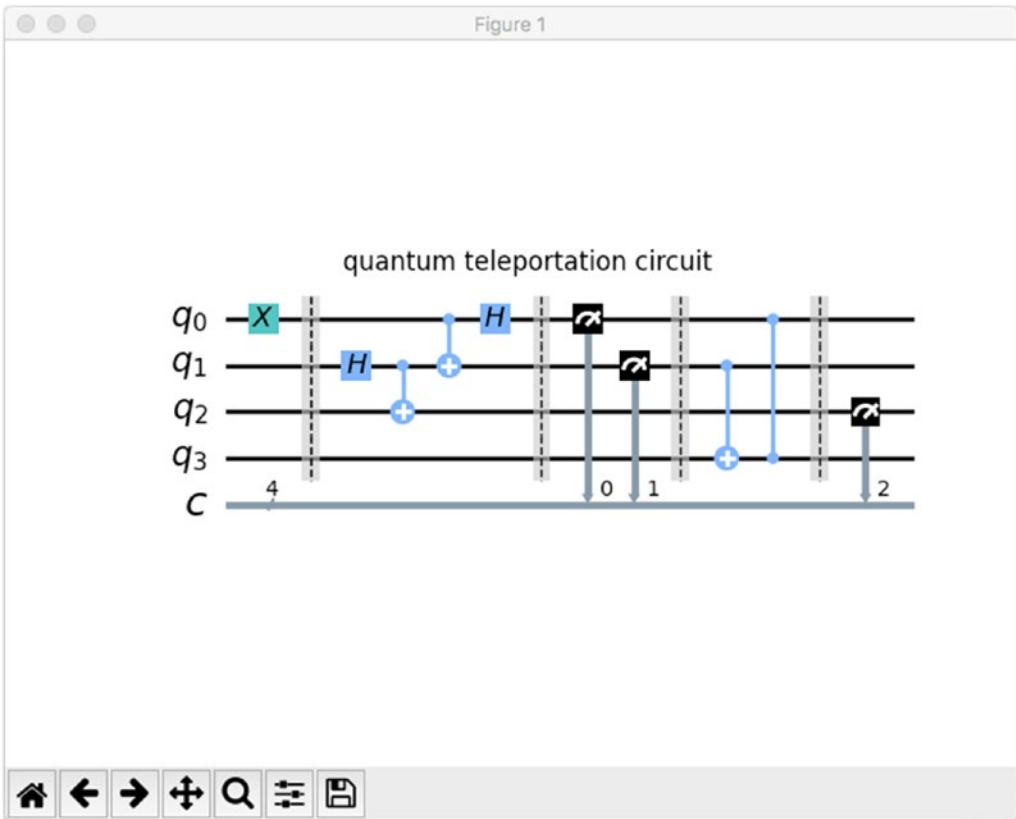 Figure 1
quantum teleportation circuit
q0 X H
q1 H
q2
q3
4 0 1 2
C